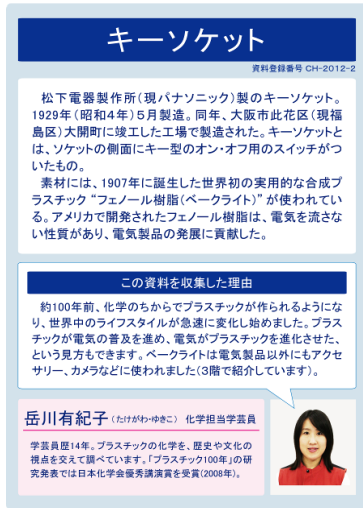 キーソケット
資料登録番号 CH-2012-2
松下電器製作所(現パナソニック)製のキーソケット。
1929年(昭和4年)5月製造。同年、大阪市此花区(現福
島区)大開町に竣工した工場で製造された。キーソケットと
は、ソケットの側面にキー型のオン・オフ用のスイッチがつ
いたもの。
素材には、1907年に誕生した世界初の実用的な合成プ
ラスチック“フェノール樹脂(ベークライト)”が使われてい
る。アメリカで開発されたフェノール樹脂は、電気を流さな
い性質があり、電気製品の発展に貢献した。
この資料を収集した理由
約100年前、化学のちからでプラスチックが作られるようにな
り、世界中のライフスタイルが急速に変化し始めました。プラス
チックが電気の普及を進め、電気がプラスチックを進化させた、
という見方もできます。ベークライトは電気製品以外にもアクセ
サリー、カメラなどに使われました(3階で紹介しています)。
岳川有紀子(たけがわ・ゆきこ) 化学担当学芸員
学芸員歴14年。プラスチックの化学を、歴史や文化の
視点を交えて調べています。「プラスチック100年」の研
究発表では日本化学会優秀講演賞を受賞(2008年)。